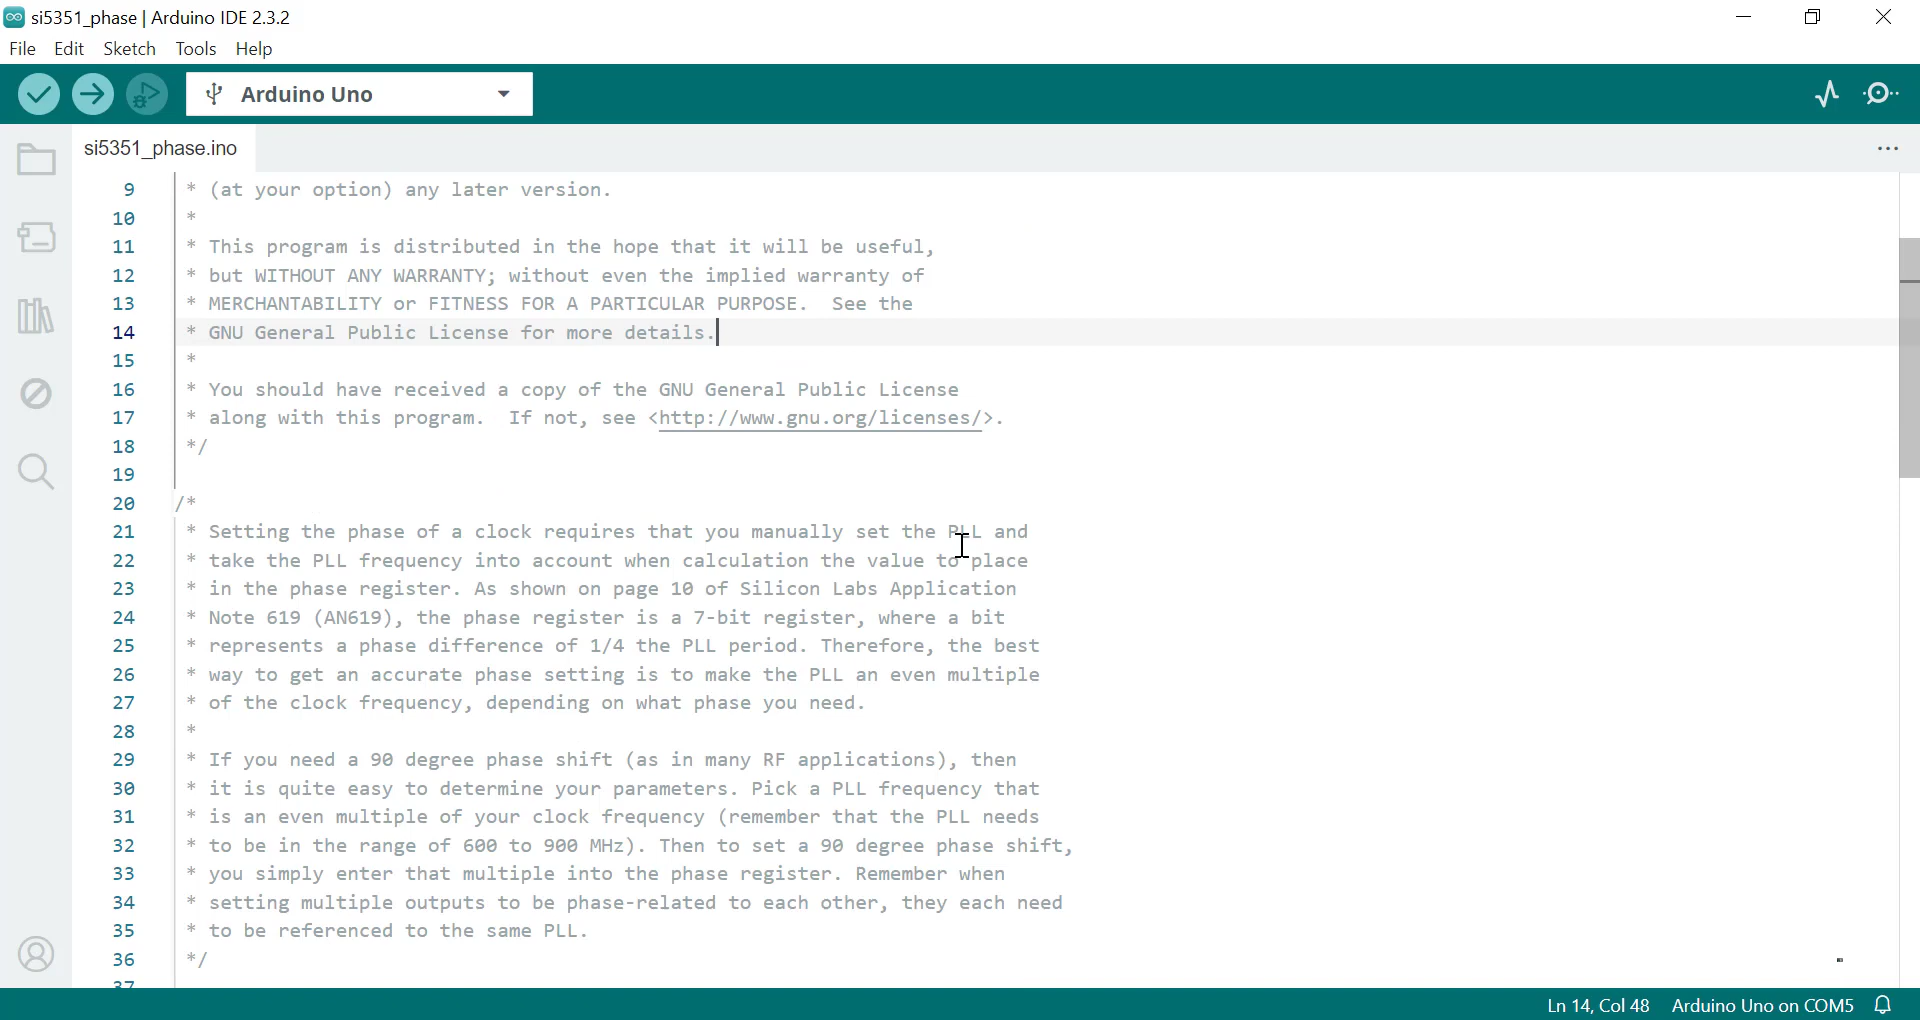 si5351_phase | Arduino IDE 2.3.2
File Edit Sketch Tools Help
Arduino Uno
si5351_phase.ino
9 * (at your option) any later version.
10 *
11 * This program is distributed in the hope that it will be useful,
12 * but WITHOUT ANY WARRANTY; without even the implied warranty of
13 * MERCHANTABILITY or FITNESS FOR A PARTICULAR PURPOSE.  See the
14 * GNU General Public License for more details.
15 *
16 * You should have received a copy of the GNU General Public License
17 * along with this program.  If not, see <http://www.gnu.org/licenses/>.
18 */
19
20 /*
21 * Setting the phase of a clock requires that you manually set the PLL and
22 * take the PLL frequency into account when calculation the value to place
23 * in the phase register. As shown on page 10 of Silicon Labs Application
24 * Note 619 (AN619), the phase register is a 7-bit register, where a bit
25 * represents a phase difference of 1/4 the PLL period. Therefore, the best
26 * way to get an accurate phase setting is to make the PLL an even multiple
27 * of the clock frequency, depending on what phase you need.
28 *
29 * If you need a 90 degree phase shift (as in many RF applications), then
30 * it is quite easy to determine your parameters. Pick a PLL frequency that
31 * is an even multiple of your clock frequency (remember that the PLL needs
32 * to be in the range of 600 to 900 MHz). Then to set a 90 degree phase shift,
33 * you simply enter that multiple into the phase register. Remember when
34 * setting multiple outputs to be phase-related to each other, they each need
35 * to be referenced to the same PLL.
36 */
37
Ln 14, Col 48 Arduino Uno on COM5